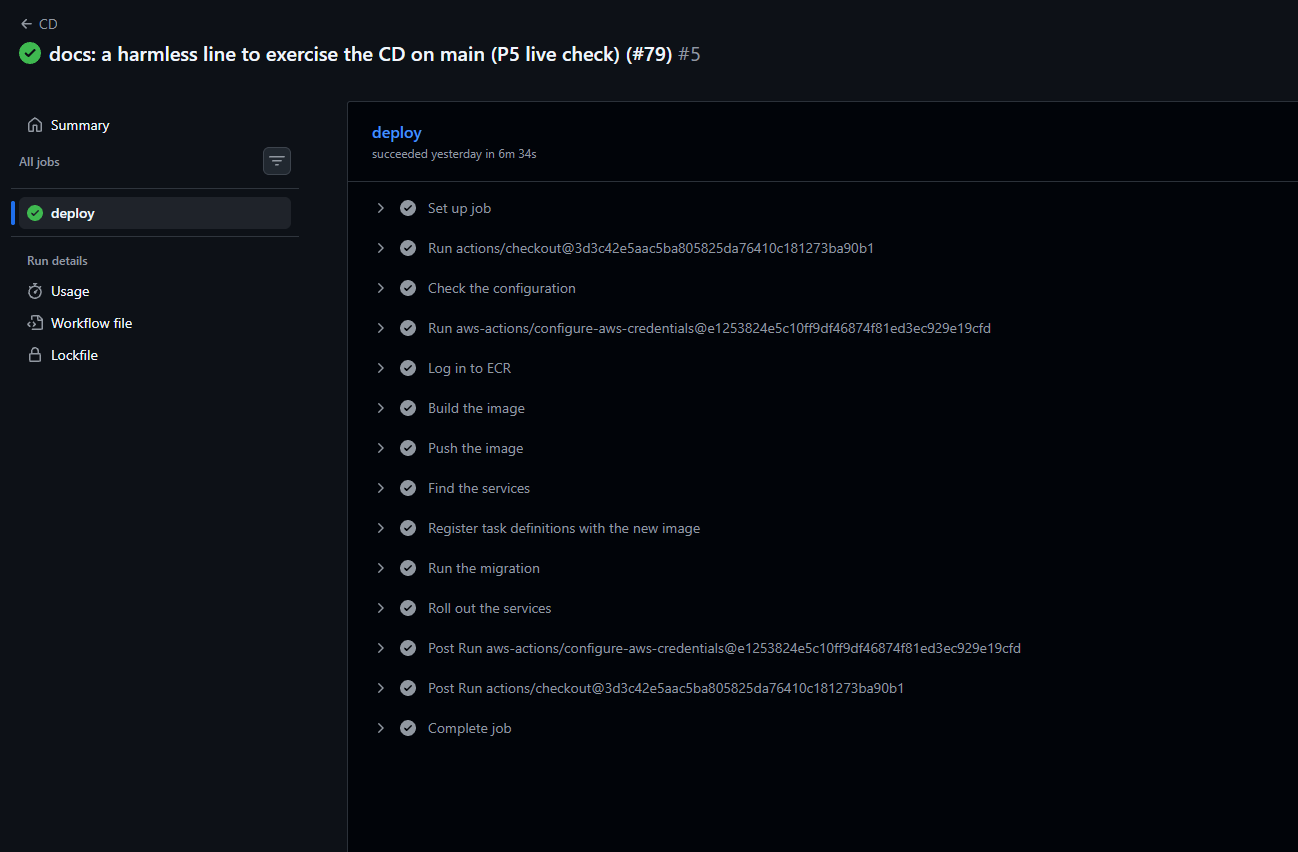 CD
docs: a harmless line to exercise the CD on main (P5 live check) (#79) #5
Summary
All jobs
deploy
Run details
Usage
Workflow file
Lockfile
deploy
succeeded yesterday in 6m 34s
Set up job
Run actions/checkout@3d3c42e5aac5ba805825da76410c181273ba90b1
Check the configuration
Run aws-actions/configure-aws-credentials@e1253824e5c10ff9df46874f81ed3ec929e19cfd
Log in to ECR
Build the image
Push the image
Find the services
Register task definitions with the new image
Run the migration
Roll out the services
Post Run aws-actions/configure-aws-credentials@e1253824e5c10ff9df46874f81ed3ec929e19cfd
Post Run actions/checkout@3d3c42e5aac5ba805825da76410c181273ba90b1
Complete job